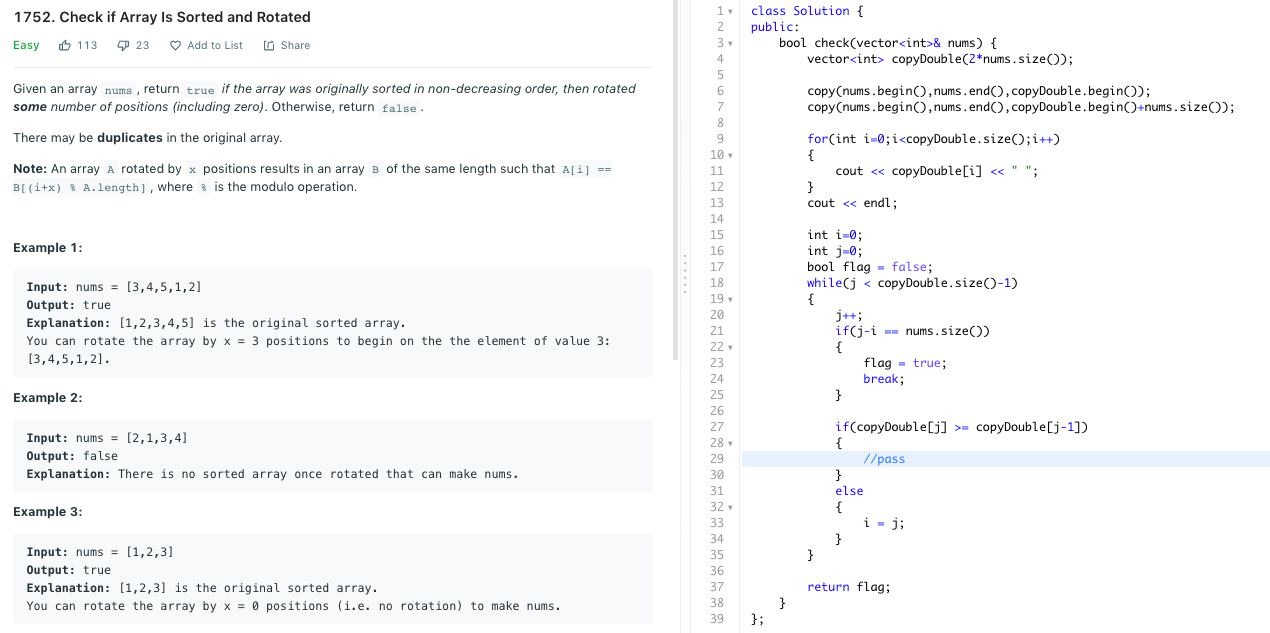 1752. Check if Array Is Sorted and Rotated
Easy 113 23 Add to List Share
Given an array nums , return true if the array was originally sorted in non-decreasing order, then rotated
some number of positions (including zero). Otherwise, return false .
There may be duplicates in the original array.
Note: An array A rotated by x positions results in an array B of the same length such that A[i] ==
B[(i+x) % A.length] , where % is the modulo operation.
Example 1:
Input: nums = [3,4,5,1,2]
Output: true
Explanation: [1,2,3,4,5] is the original sorted array.
You can rotate the array by x = 3 positions to begin on the the element of value 3:
[3,4,5,1,2].
Example 2:
Input: nums = [2,1,3,4]
Output: false
Explanation: There is no sorted array once rotated that can make nums.
Example 3:
Input: nums = [1,2,3]
Output: true
Explanation: [1,2,3] is the original sorted array.
You can rotate the array by x = 0 positions (i.e. no rotation) to make nums.
1 class Solution {
2 public:
3     bool check(vector<int>& nums) {
4         vector<int> copyDouble(2*nums.size());
5
6         copy(nums.begin(),nums.end(),copyDouble.begin());
7         copy(nums.begin(),nums.end(),copyDouble.begin()+nums.size());
8
9         for(int i=0;i<copyDouble.size();i++)
10         {
11             cout << copyDouble[i] << " ";
12         }
13         cout << endl;
14
15         int i=0;
16         int j=0;
17         bool flag = false;
18         while(j < copyDouble.size()-1)
19         {
20             j++;
21             if(j-i == nums.size())
22             {
23                 flag = true;
24                 break;
25             }
26
27             if(copyDouble[j] >= copyDouble[j-1])
28             {
29                 //pass
30             }
31             else
32             {
33                 i = j;
34             }
35         }
36
37         return flag;
38     }
39 };